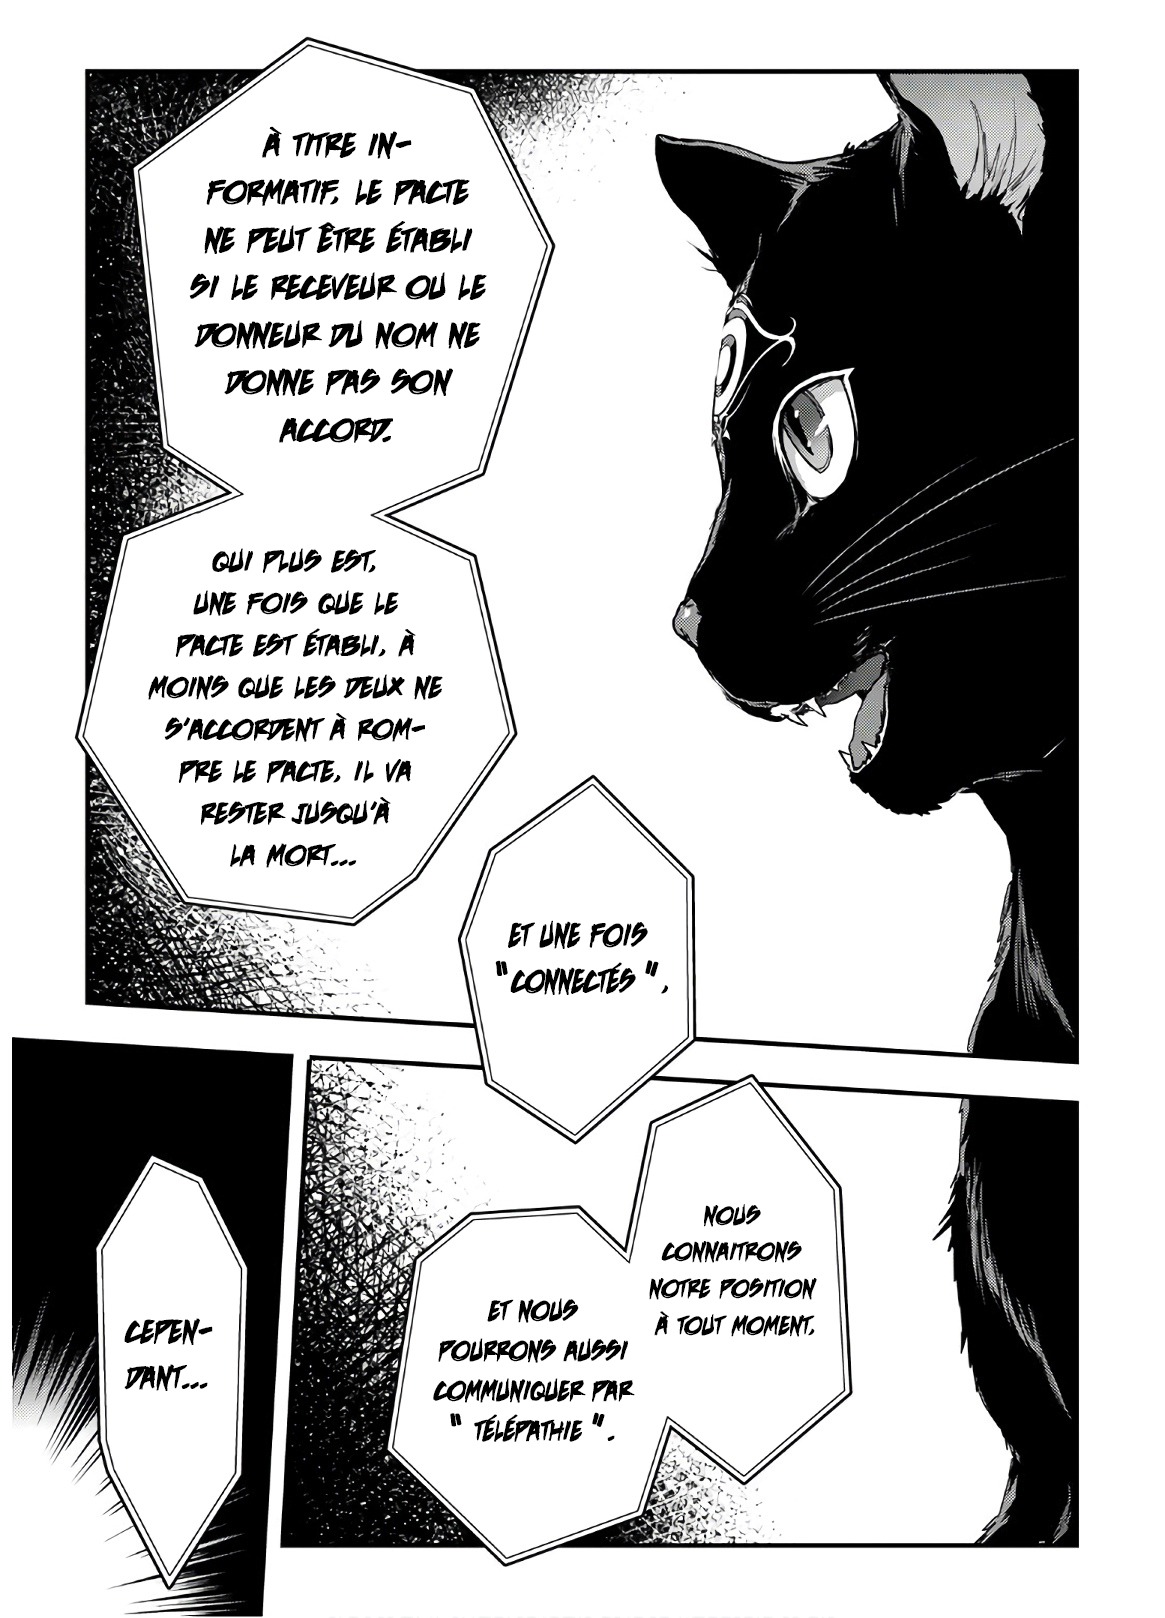 À TITRE IN-
FORMATIF, LE PACTE
NE PEUT ÊTRE ÉTABLI
SI LE RECEVEUR OU LE
DONNEUR DU NOM NE
DONNE PAS SON
ACCORD.
QUI PLUS EST,
UNE FOIS QUE LE
PACTE EST ÉTABLI, À
MOINS QUE LES DEUX NE
S'ACCORDENT À ROM-
PRE LE PACTE, IL VA
RESTER JUSQU'À
LA MORT...
ET UNE FOIS
"CONNECTÉS ",
NOUS
CONNAITRONS
NOTRE POSITION
À TOUT MOMENT,
ET NOUS
POURRONS AUSSI
COMMUNIQUER PAR
" TÉLÉPATHIE ".
CEPEN-
DANT...